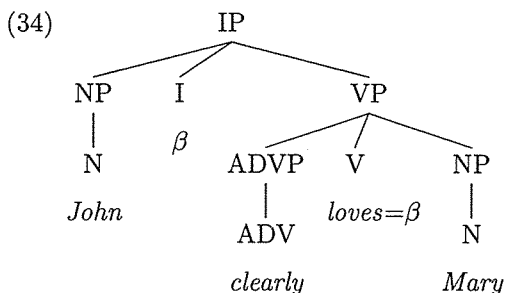 (34) IP
NP I VP
β
N ADVP V NP
John loves=β
ADV N
clearly Mary